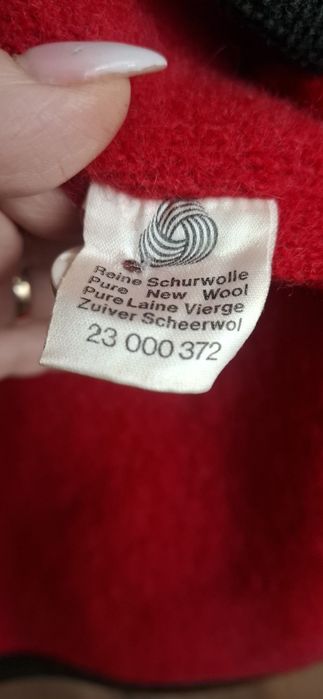 Reine Schurwolle
Pure New Wool
Pure Laine Vierge
Zuiver Scheerwol
23 000 372